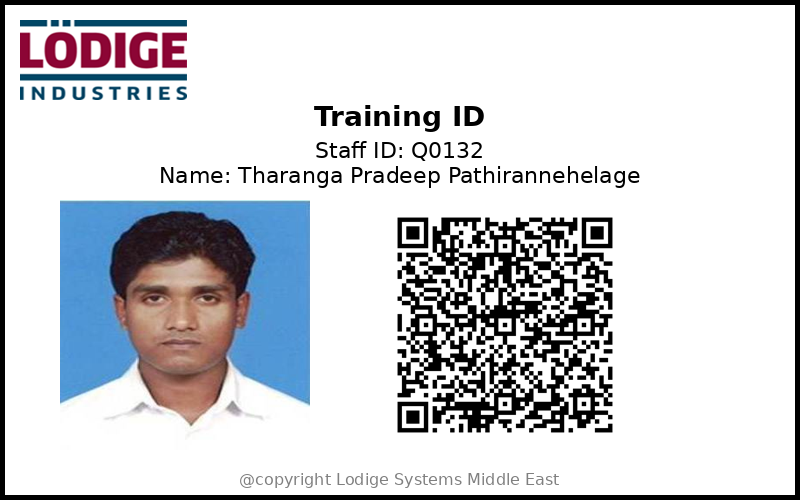 LÖDIGE
INDUSTRIES
Training ID
Staff ID: Q0132
Name: Tharanga Pradeep Pathirannehelage
@copyright Lodige Systems Middle East